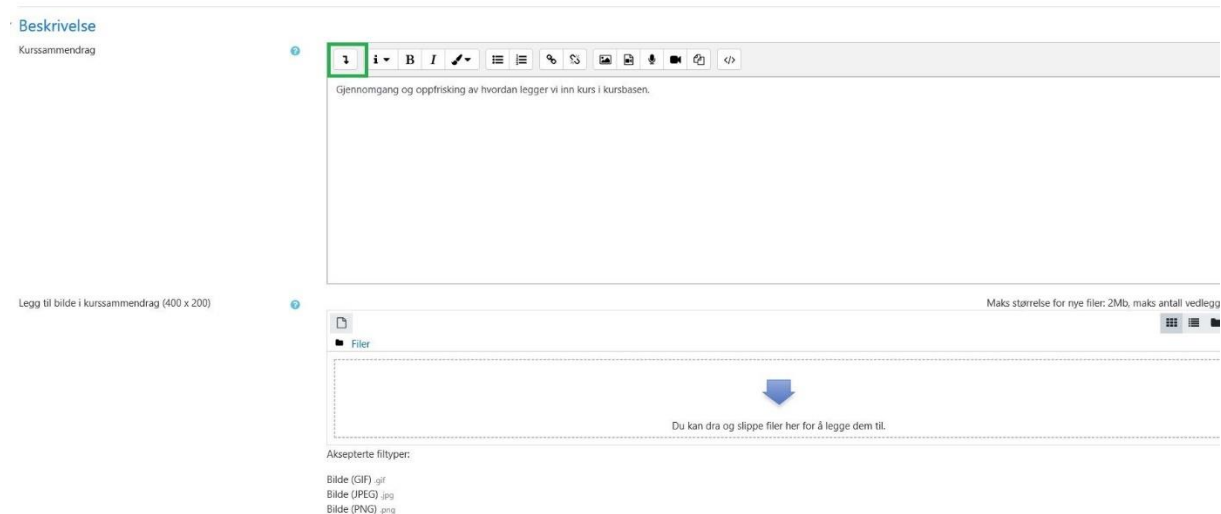 Beskrivelse
Kurssammendrag
Gjennomgang og oppfrisking av hvordan legger vi inn kurs i kursbasen.
Legg til bilde i kurssammendrag (400 x 200)
Maks størrelse for nye filer: 2Mb, maks antall vedlegg
Filer
Du kan dra og slippe filer her for å legge dem til.
Aksepterte filtyper:
Bilde (GIF) .gif
Bilde (JPEG) .jpg
Bilde (PNG) .png